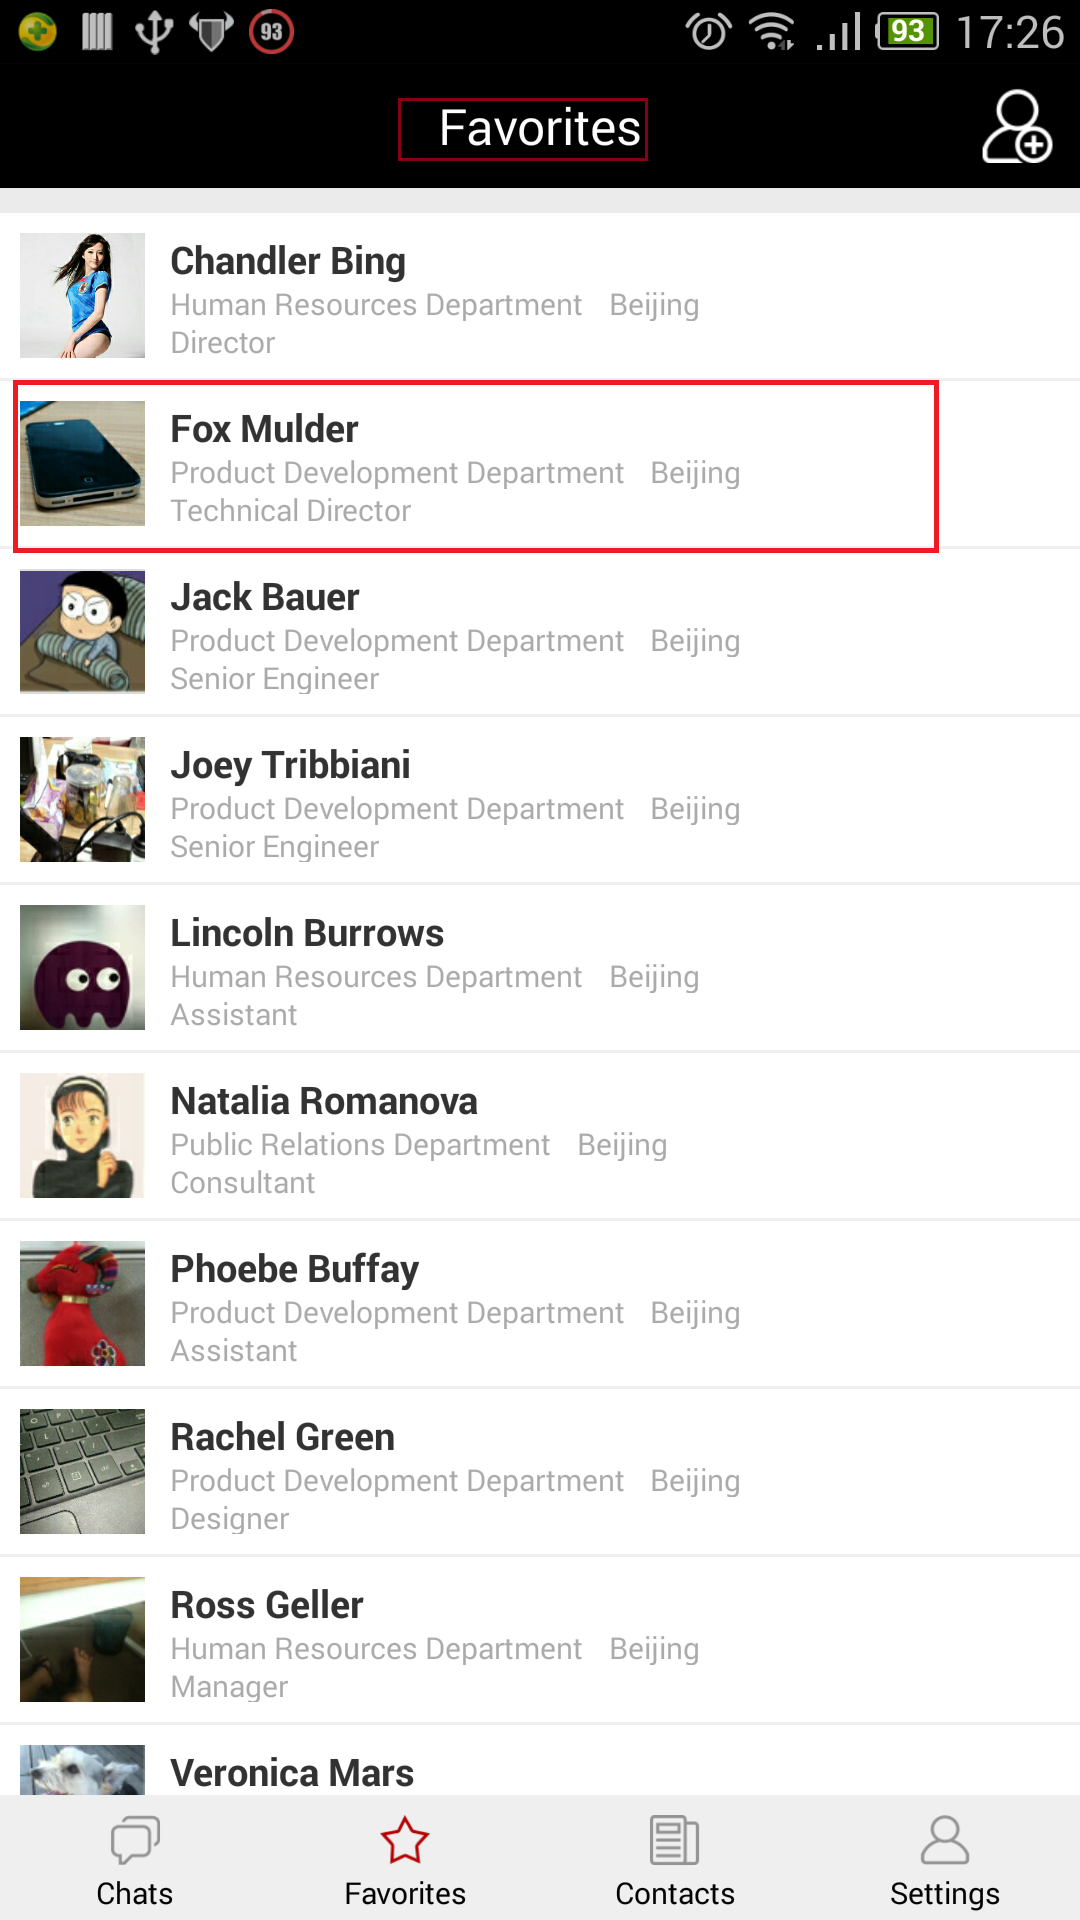 93
93
17:26
Favorites
Chandler Bing
Human Resources Department Beijing
Director
Fox Mulder
Product Development Department Beijing
Technical Director
Jack Bauer
Product Development Department Beijing
Senior Engineer
Joey Tribbiani
Product Development Department Beijing
Senior Engineer
Lincoln Burrows
Human Resources Department Beijing
Assistant
Natalia Romanova
Public Relations Department Beijing
Consultant
Phoebe Buffay
Product Development Department Beijing
Assistant
Rachel Green
Product Development Department Beijing
Designer
Ross Geller
Human Resources Department Beijing
Manager
Veronica Mars
Chats
Favorites
Contacts
Settings